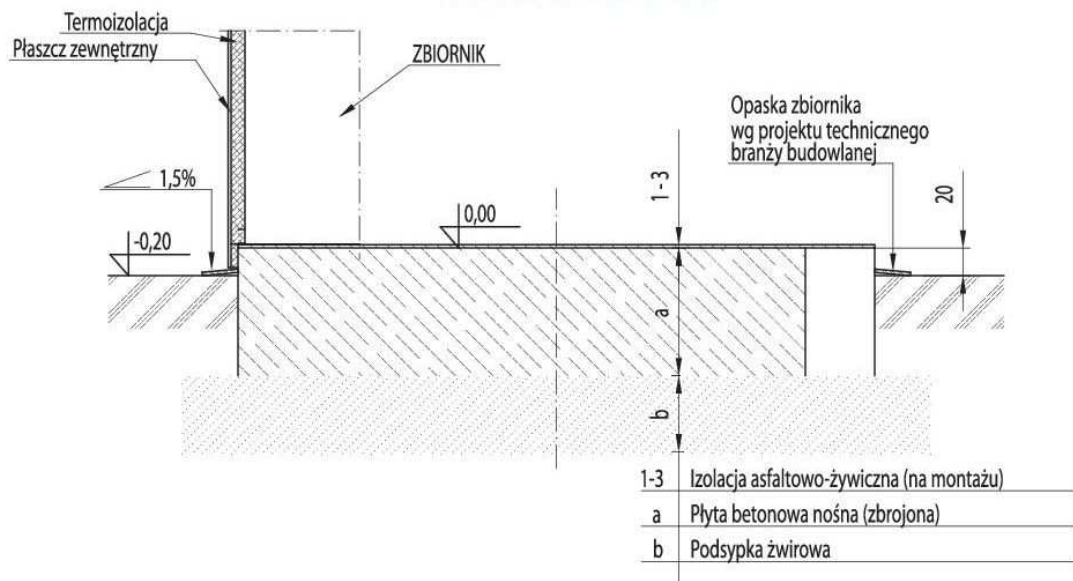 Termoizolacja
Płaszcz zewnętrzny
ZBIORNIK
Opaska zbiornika
wg projektu technicznego
branży budowlanej
1,5%
1 - 3
20
0,00
-0,20
a
b
1-3 Izolacja asfaltowo-żywiczna (na montażu)
a Płyta betonowa nośna (zbrojona)
b Podsypka żwirowa